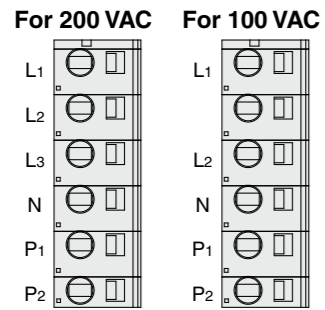 For 200 VAC For 100 VAC
L1 L1
L2
L3 L2
N N
P1 P1
P2 P2